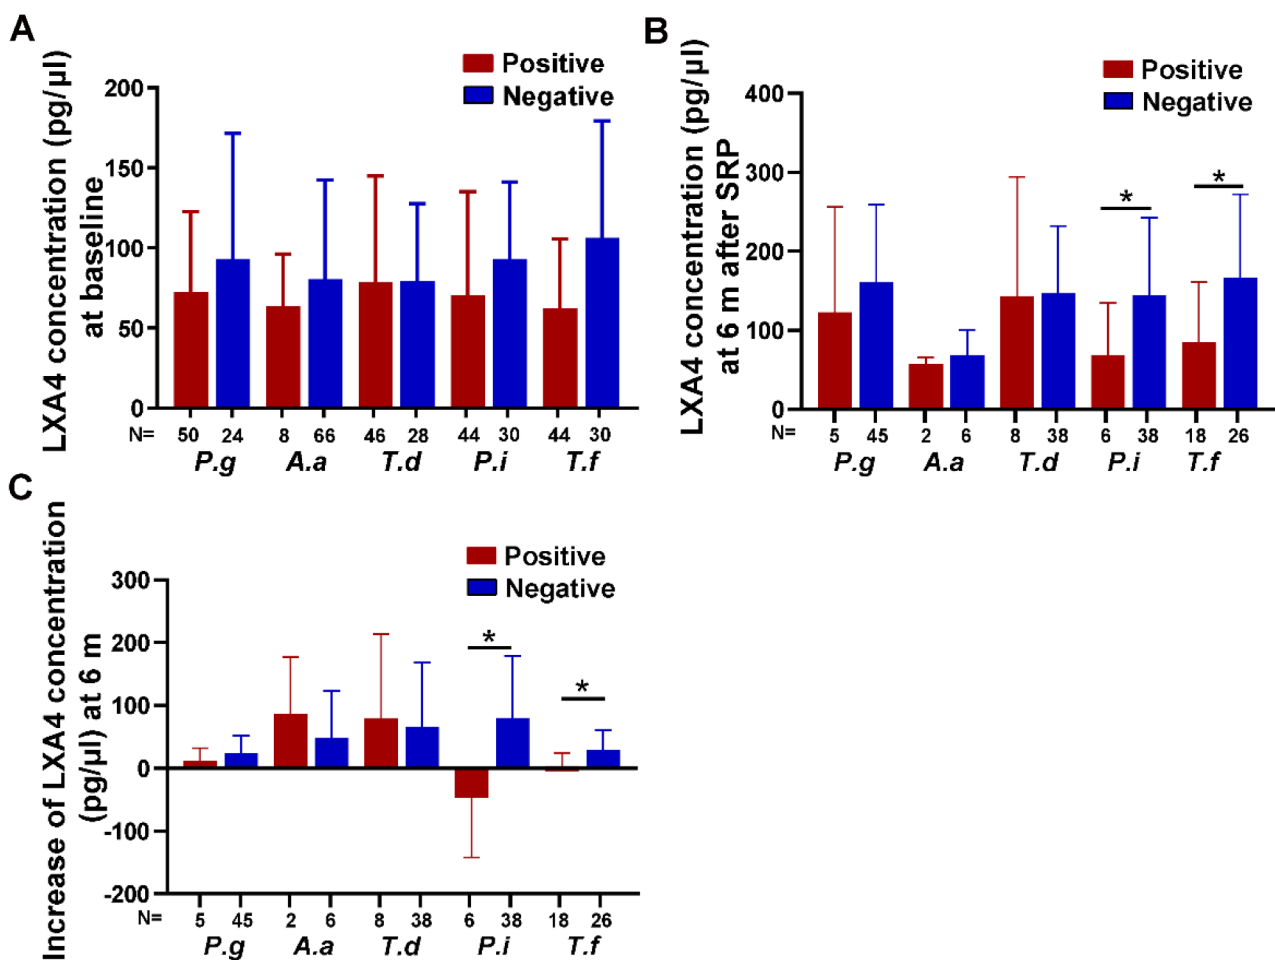 A
LXA4 concentration (pg/μl)
at baseline
Positive
Negative
200
150
100
50
0
N=
50 24 8 66 46 28 44 30 44 30
P.g A.a T.d P.i T.f
B
LXA4 concentration (pg/μl)
at 6 m after SRP
Positive
Negative
400
300
200
100
0
* *
N=
5 45 2 6 8 38 6 38 18 26
P.g A.a T.d P.i T.f
C
Increase of LXA4 concentration
(pg/μl) at 6 m
Positive
Negative
300
200
100
0
-100
-200
* *
N=
5 45 2 6 8 38 6 38 18 26
P.g A.a T.d P.i T.f